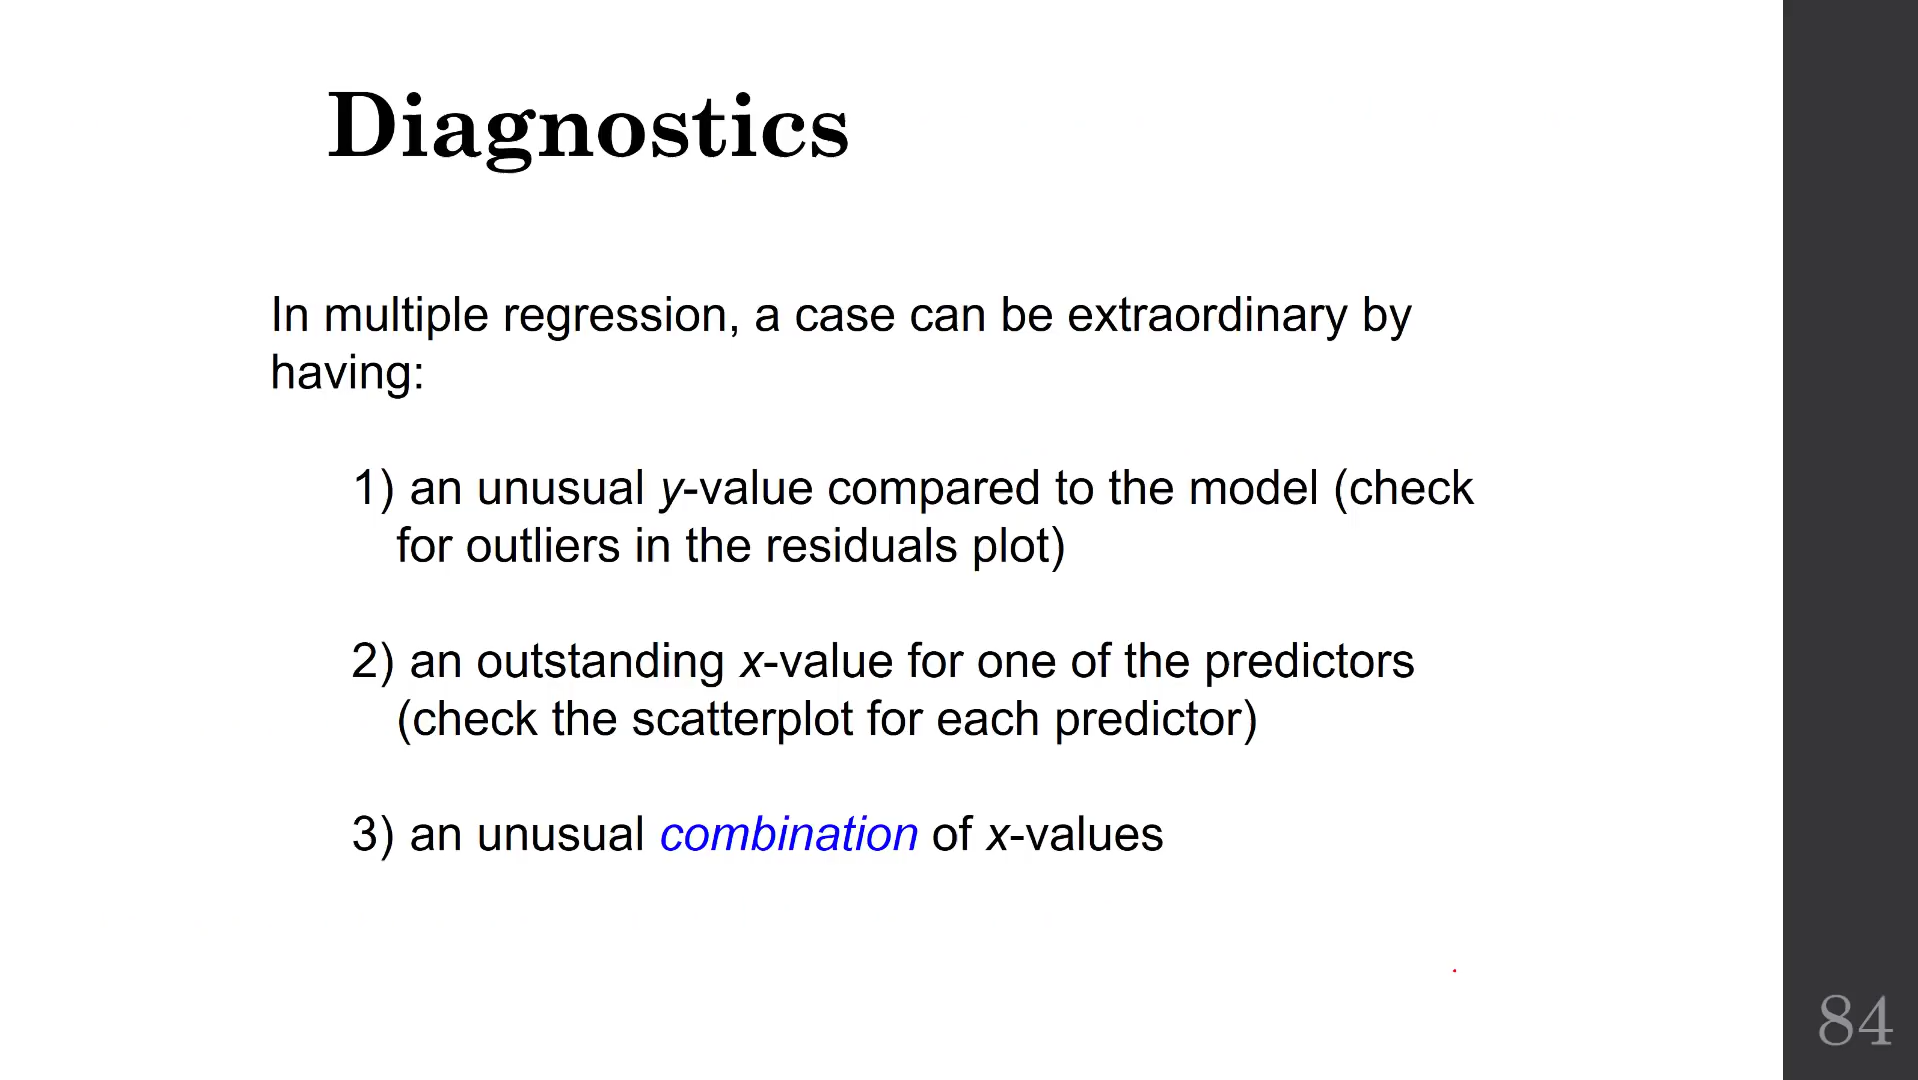 Diagnostics
In multiple regression, a case can be extraordinary by
having:
1) an unusual y-value compared to the model (check
for outliers in the residuals plot)
2) an outstanding x-value for one of the predictors
(check the scatterplot for each predictor)
3) an unusual combination of x-values
84